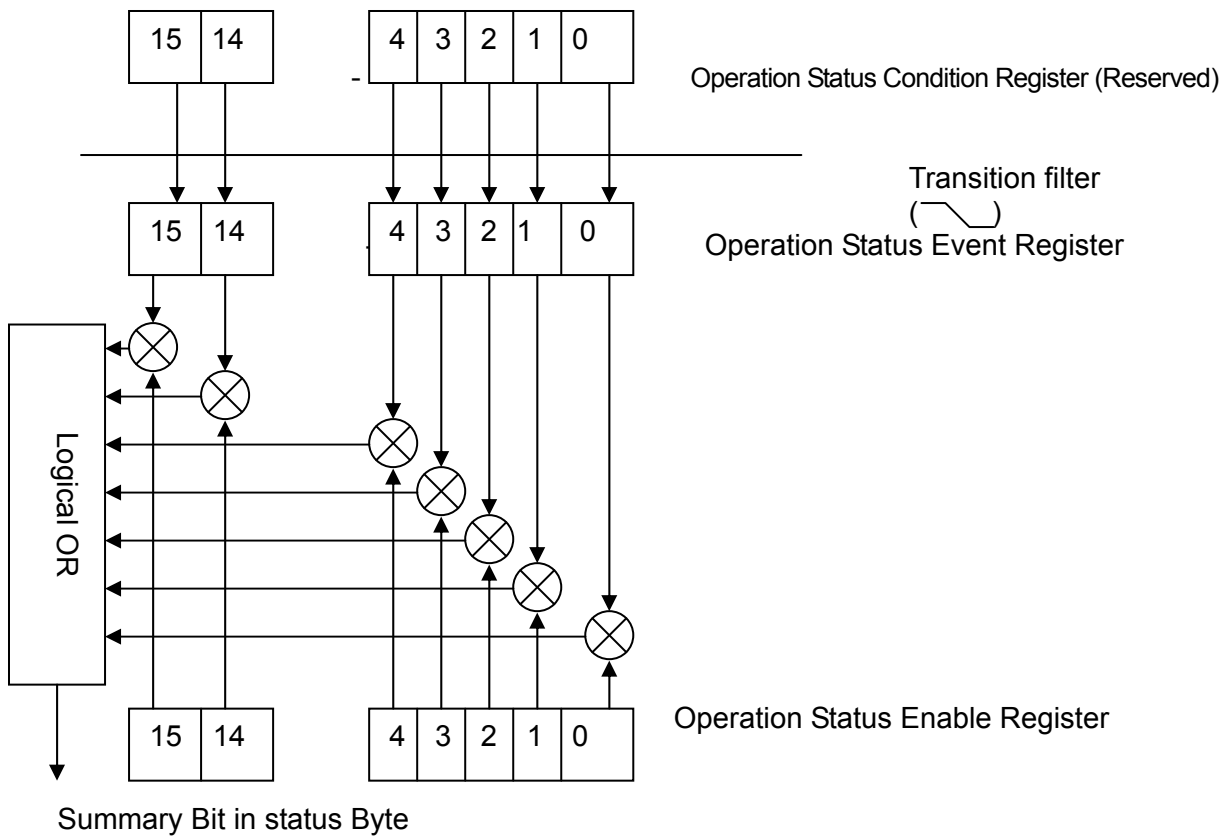 15 14 4 3 2 1 0
-
Operation Status Condition Register (Reserved)
Transition filter
( )
15 14 4 3 2 1 0
Operation Status Event Register
Logical OR
Operation Status Enable Register
15 14 4 3 2 1 0
Summary Bit in status Byte